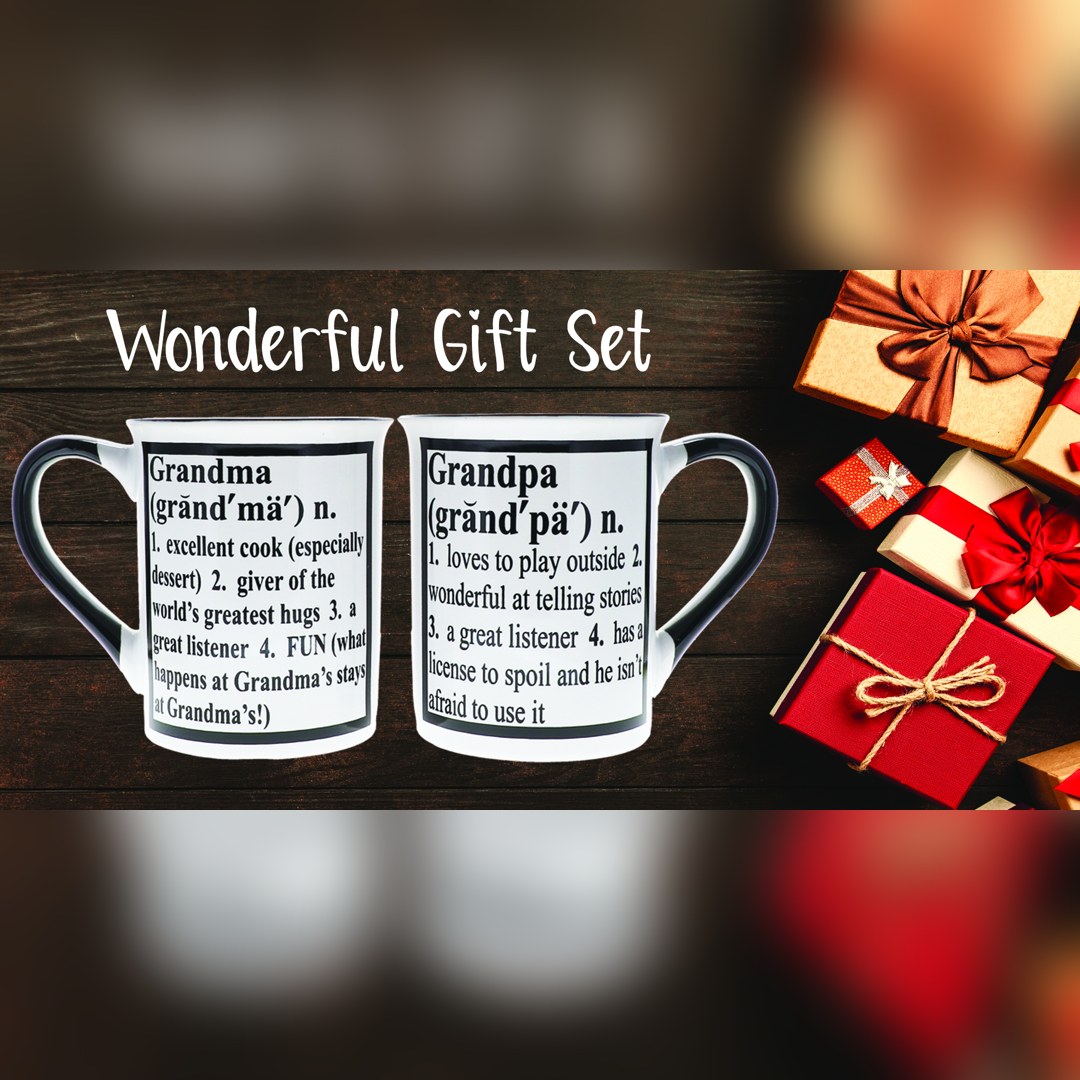 Wonderful Gift Set
Grandma
(grănd′mä′) n.
1. excellent cook (especially
dessert) 2. giver of the
world's greatest hugs 3. a
great listener 4. FUN (what
happens at Grandma's stays
at Grandma's!)
Grandpa
(grănd′pä′) n.
1. loves to play outside 2.
wonderful at telling stories
3. a great listener 4. has a
license to spoil and he isn't
afraid to use it